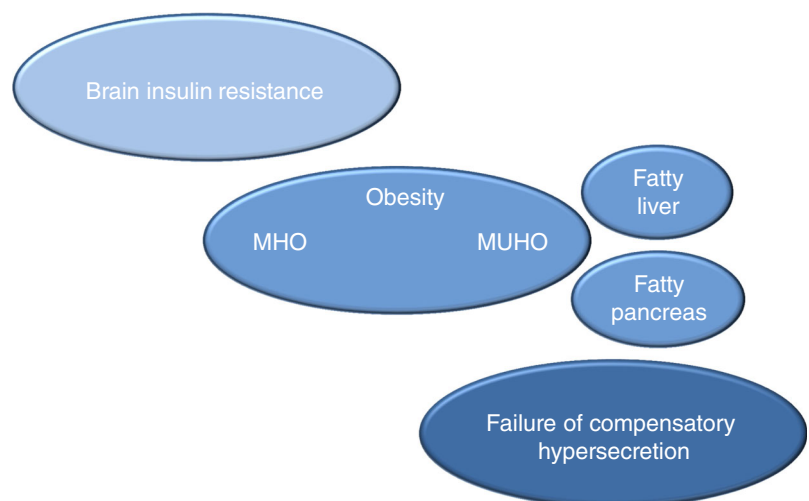 Brain insulin resistance
Obesity
MHO MUHO
Fatty
liver
Fatty
pancreas
Failure of compensatory
hypersecretion